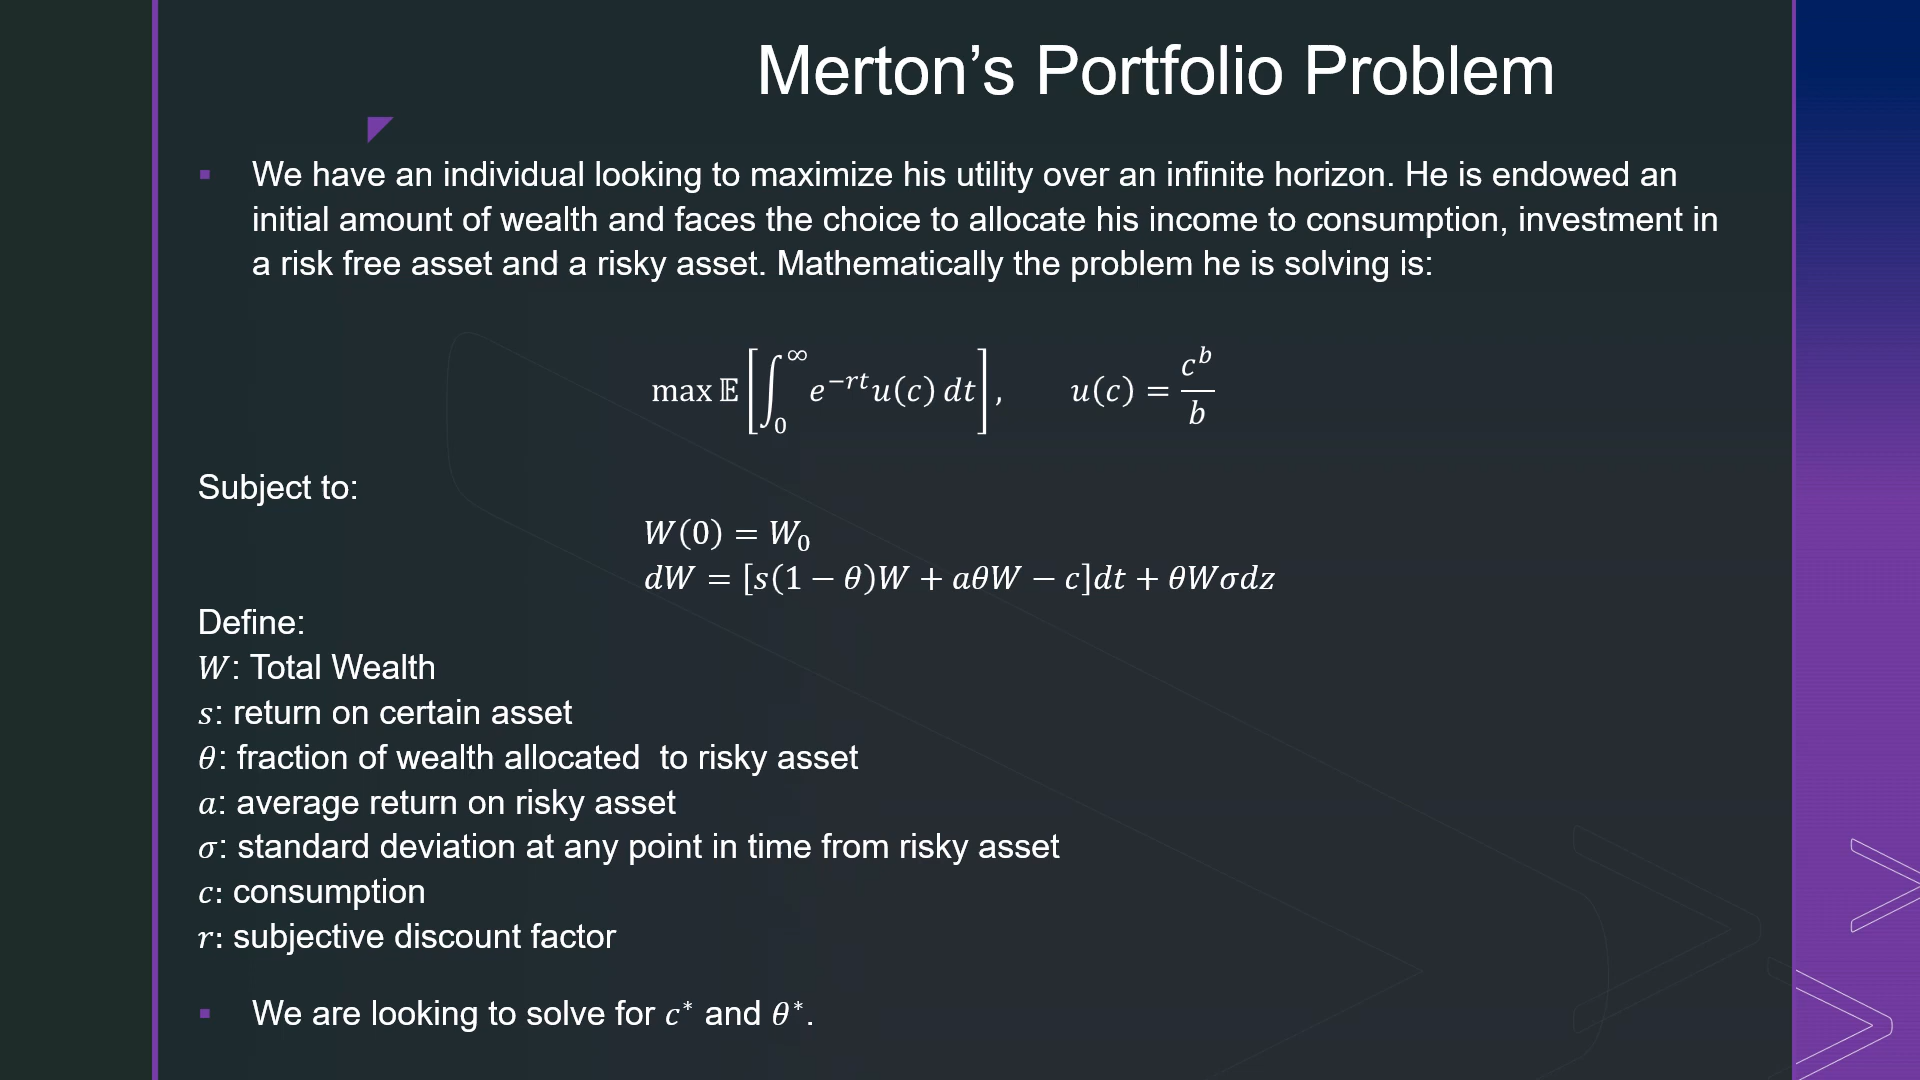 Merton’s Portfolio Problem
▪ We have an individual looking to maximize his utility over an infinite horizon. He is endowed an
initial amount of wealth and faces the choice to allocate his income to consumption, investment in
a risk free asset and a risky asset. Mathematically the problem he is solving is:
max 𝔼[∫₀^∞ e^{−rt}u(c) dt], u(c) = c^b/b
Subject to:
W(0) = W₀
dW = [s(1 − θ)W + aθW − c]dt + θWσdz
Define:
W: Total Wealth
s: return on certain asset
θ: fraction of wealth allocated  to risky asset
a: average return on risky asset
σ: standard deviation at any point in time from risky asset
c: consumption
r: subjective discount factor
▪ We are looking to solve for c* and θ*.